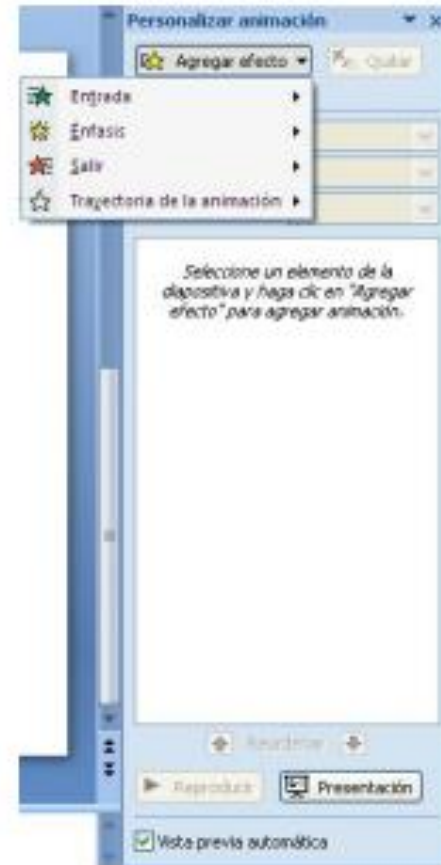 Personalizar animación
Agregar efecto Quitar
Entrada
Énfasis
Salir
Trayectoria de la animación
Seleccione un elemento de la
diapositiva y haga clic en "Agregar
efecto" para agregar animación.
Reordenar
Reproducir Presentación
Vista previa automática